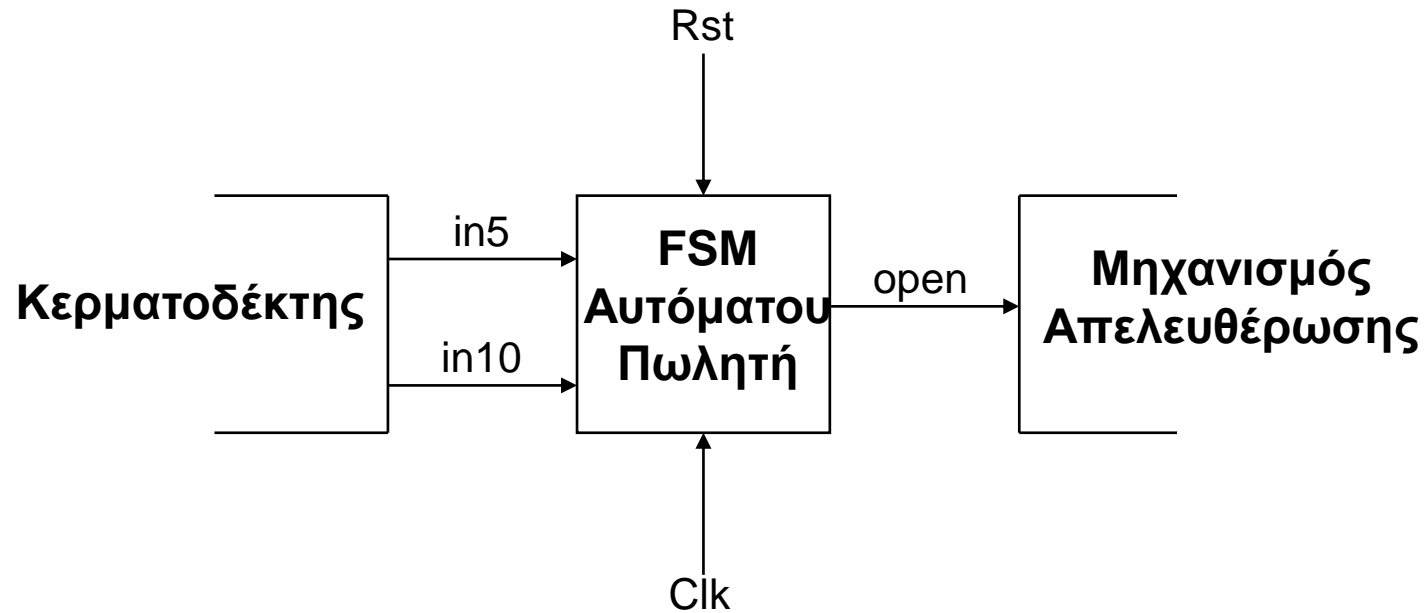 Rst
Κερματοδέκτης
in5
in10
FSM
Αυτόματου
Πωλητή
open
Μηχανισμός
Απελευθέρωσης
Clk